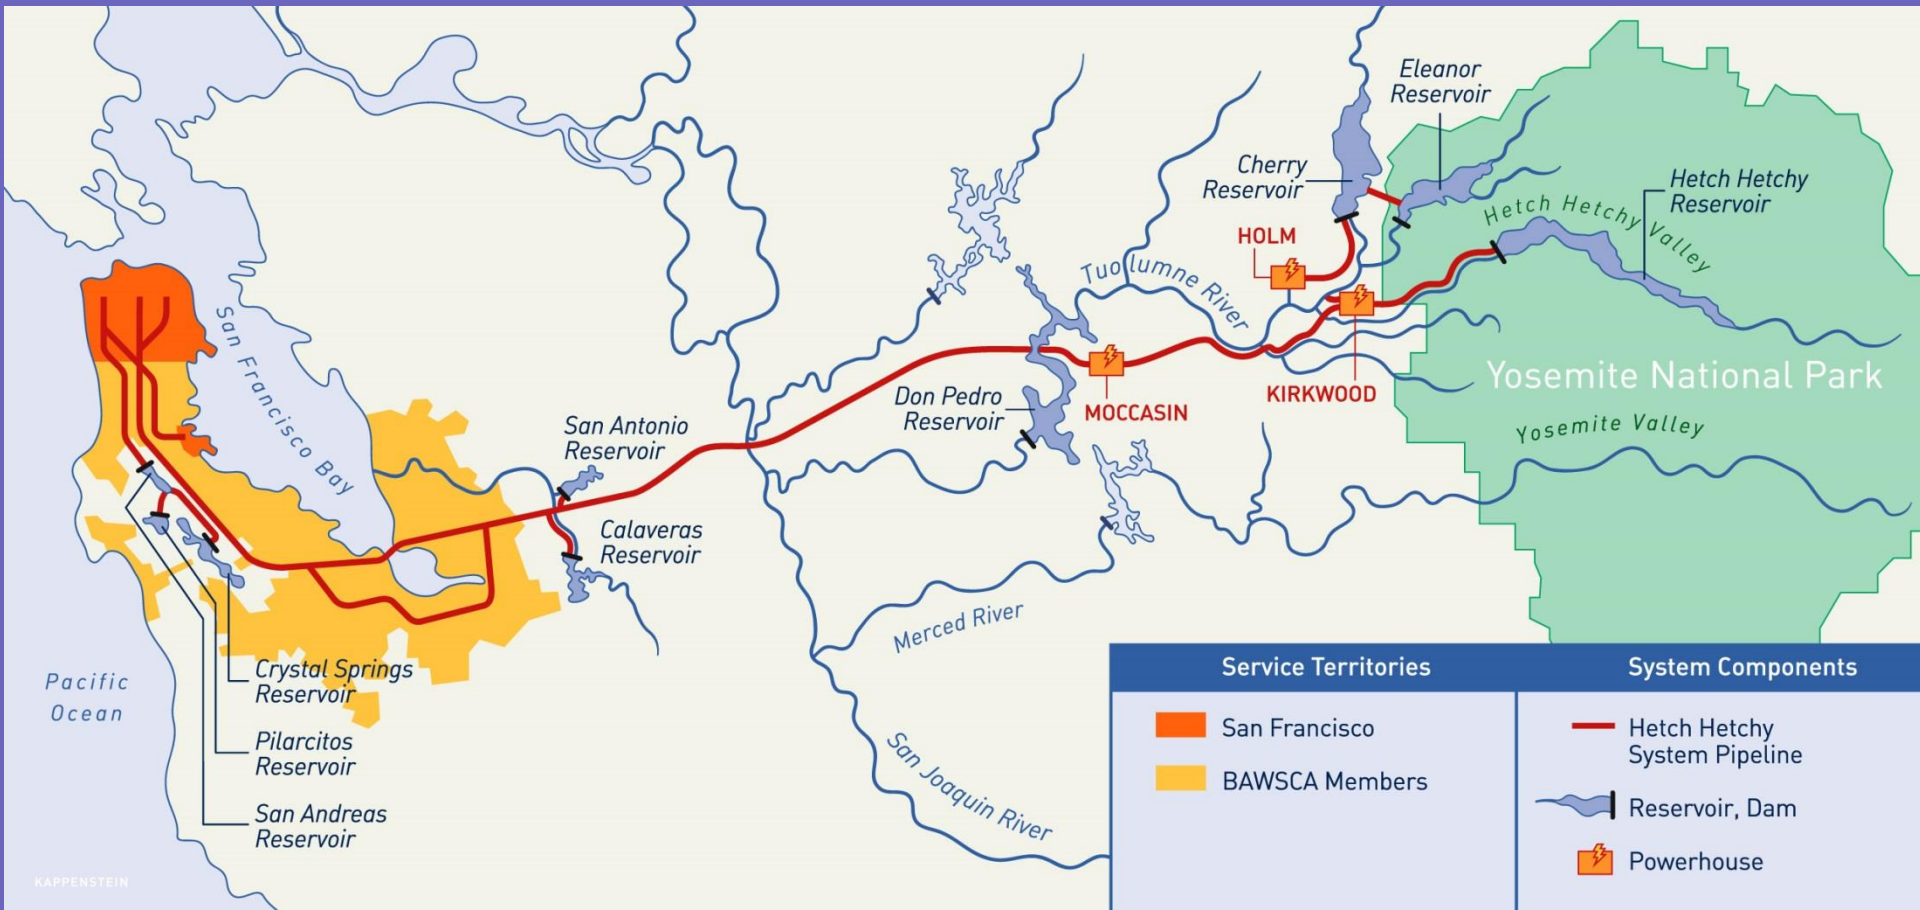 Eleanor
Reservoir
Cherry
Reservoir
Hetch Hetchy
Reservoir
Hetch Hetchy Valley
HOLM
Tuolumne River
San Francisco Bay
KIRKWOOD
Yosemite National Park
Yosemite Valley
Don Pedro
Reservoir
MOCCASIN
San Antonio
Reservoir
Calaveras
Reservoir
Merced River
Crystal Springs
Reservoir
Pacific
Ocean
Pilarcitos
Reservoir
San Joaquin River
San Andreas
Reservoir
KAPPENSTEIN
Service Territories
San Francisco
BAWSCA Members
System Components
Hetch Hetchy
System Pipeline
Reservoir, Dam
Powerhouse